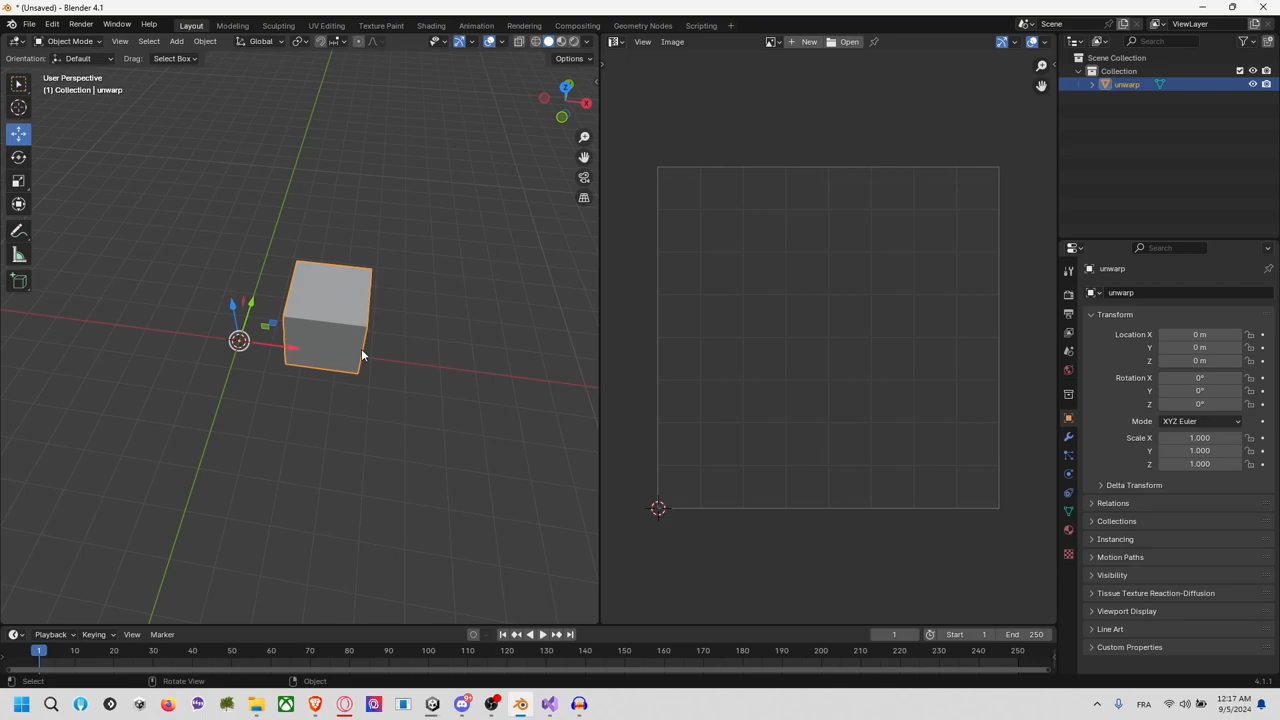 * (Unsaved) - Blender 4.1
File Edit Render Window Help Layout Modeling Sculpting UV Editing Texture Paint Shading Animation Rendering Compositing Geometry Nodes Scripting + Scene ViewLayer
Object Mode View Select Add Object Global View Image + New Open Search
Orientation: Default Drag: Select Box Options
Scene Collection
Collection
unwarp
User Perspective
(1) Collection | unwarp
Z
X
Search
unwarp
unwarp
Transform
Location X 0 m
Y 0 m
Z 0 m
Rotation X 0°
Y 0°
Z 0°
Mode XYZ Euler
Scale X 1.000
Y 1.000
Z 1.000
Delta Transform
Relations
Collections
Instancing
Motion Paths
Visibility
Tissue Texture Reaction-Diffusion
Viewport Display
Line Art
Custom Properties
Playback Keying View Marker 1 Start 1 End 250
1 10 20 30 40 50 60 70 80 90 100 110 120 130 140 150 160 170 180 190 200 210 220 230 240 250
Select Rotate View Object 4.1.1
FRA 12:17 AM
9/5/2024